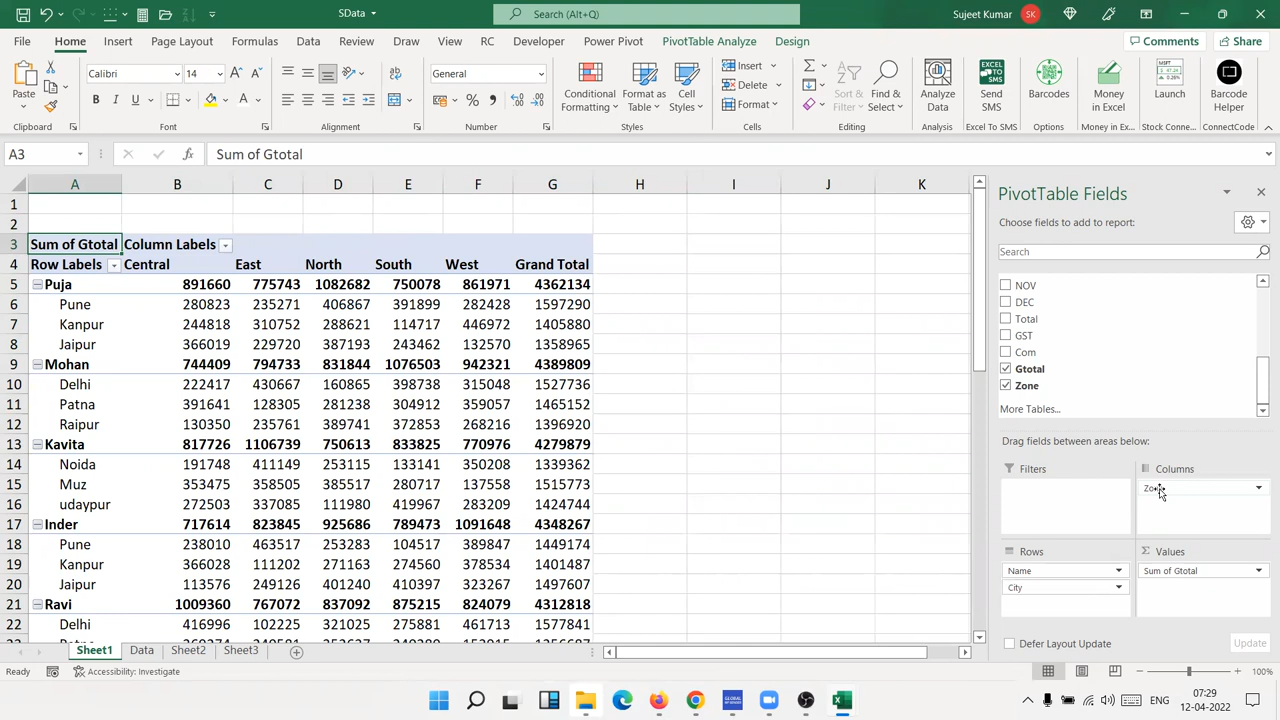 SData
Search (Alt+Q)
Sujeet Kumar SK
File Home Insert Page Layout Formulas Data Review View Draw RC Developer Power Pivot PivotTable Analyze Design Comments Share
Paste
Calibri 14
B I U
General
Conditional Formatting
Format as Table
Cell Styles
Insert
Delete
Format
Sort & Filter
Find & Select
Analyze Data
Send SMS
Barcodes
Money in Excel
Launch
Barcode Helper
Clipboard Font Alignment Number Styles Cells Editing Analysis Excel To SMS Options Money in Ex... Stock Conne... ConnectCode
A3 fx Sum of Gtotal
A B C D E F G H I J K
1
2
3 Sum of Gtotal Column Labels
4 Row Labels Central East North South West Grand Total
5 Puja 891660 775743 1082682 750078 861971 4362134
6 Pune 280823 235271 406867 391899 282428 1597290
7 Kanpur 244818 310752 288621 114717 446972 1405880
8 Jaipur 366019 229720 387193 243462 132570 1358965
9 Mohan 744409 794733 831844 1076503 942321 4389809
10 Delhi 222417 430667 160865 398738 315048 1527736
11 Patna 391641 128305 281238 304912 359057 1465152
12 Raipur 130350 235761 389741 372853 268216 1396920
13 Kavita 817726 1106739 750613 833825 770976 4279879
14 Noida 191748 411149 253115 133141 350208 1339362
15 Muz 353475 358505 385517 280717 137558 1515773
16 udaypur 272503 337085 111980 419967 283209 1424744
17 Inder 717614 823845 925686 789473 1091648 4348267
18 Pune 238010 463517 253283 104517 389847 1449174
19 Kanpur 366028 111202 271163 274560 378534 1401487
20 Jaipur 113576 249126 401240 410397 323267 1497607
21 Ravi 1009360 767072 837092 875215 824079 4312818
22 Delhi 416996 102225 321025 275881 461713 1577841
PivotTable Fields
Choose fields to add to report:
Search
NOV
DEC
Total
GST
Com
Gtotal
Zone
More Tables...
Drag fields between areas below:
Filters
Columns
Rows
Name
City
Values
Sum of Gtotal
Defer Layout Update Update
Sheet1 Data Sheet2 Sheet3
Ready Accessibility: Investigate 100%
ENG
07:29
12-04-2022